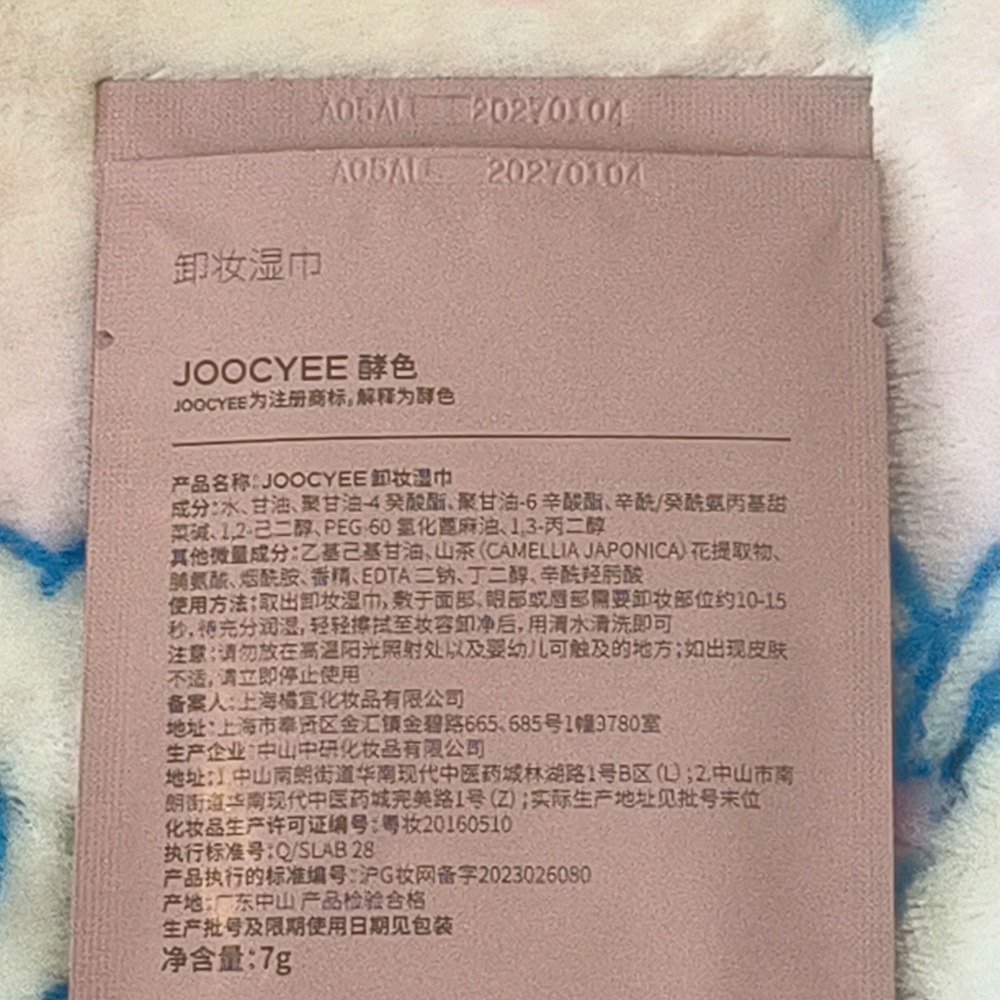 20270104
20270104
卸妆湿巾
JOOCYEE 酵色
JOOCYEE为注册商标,解释为酵色
产品名称:JOOCYEE卸妆湿巾
成分:水、甘油、聚甘油-4 癸酸酯、聚甘油-6 辛酸酯、辛酰/癸酰氨丙基甜
菜碱、1,2-己二醇、PEG-60 氢化蓖麻油、1,3-丙二醇
其他微量成分:乙基己基甘油、山茶(CAMELLIA JAPONICA)花提取物、
脯氨酸、烟酰胺、香精、EDTA 二钠、丁二醇、辛酰羟肟酸
使用方法:取出卸妆湿巾,敷于面部、眼部或唇部需要卸妆部位约10-15
秒,待充分润湿,轻轻擦拭至妆容卸净后,用清水清洗即可
注意:请勿放在高温阳光照射处以及婴幼儿可触及的地方;如出现皮肤
不适,请立即停止使用
备案人:上海橘宜化妆品有限公司
地址:上海市奉贤区金汇镇金碧路665、685号1幢3780室
生产企业:中山中研化妆品有限公司
地址:1.中山南朗街道华南现代中医药城林湖路1号B区(L);2.中山市南
朗街道华南现代中医药城完美路1号(Z);实际生产地址见批号末位
化妆品生产许可证编号:粤妆20160510
执行标准号:Q/SLAB 28
产品执行的标准编号:沪G妆网备字2023026080
产地:广东中山 产品检验合格
生产批号及限期使用日期见包装
净含量:7g